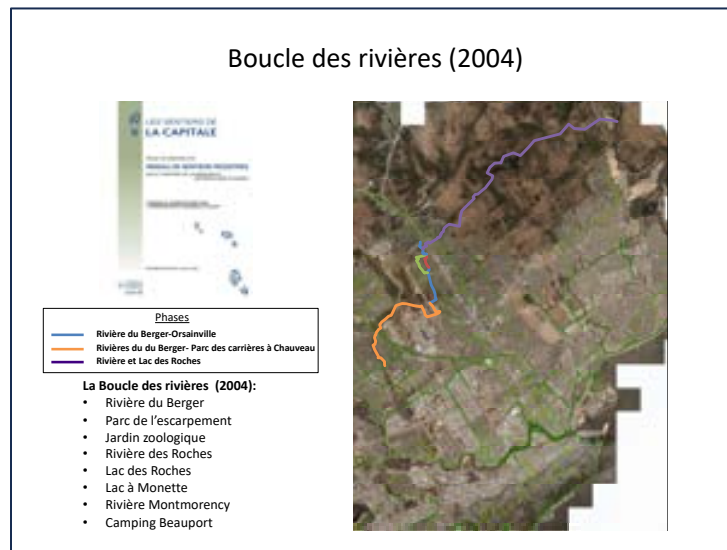 Boucle des rivières (2004)
LES SENTIERS DE
LA CAPITALE
Phases
Rivière du Berger-Orsainville
Rivières du du Berger- Parc des carrières à Chauveau
Rivière et Lac des Roches
La Boucle des rivières (2004):
• Rivière du Berger
• Parc de l'escarpement
• Jardin zoologique
• Rivière des Roches
• Lac des Roches
• Lac à Monette
• Rivière Montmorency
• Camping Beauport